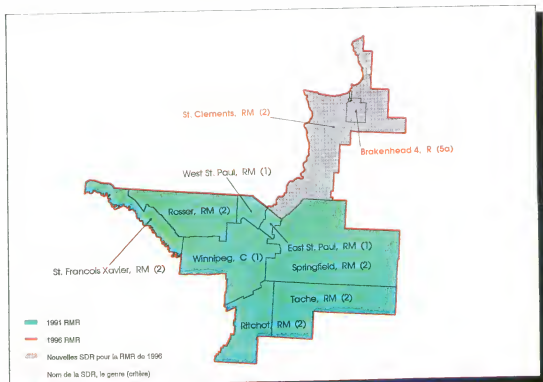 St. Clements, RM (2)
Brokenhead 4, R (5a)
West St. Paul, RM (1)
Rosser, RM (2)
East St. Paul, RM (1)
Winnipeg, C (1)
Springfield, RM (2)
St. Francois Xavier, RM (2)
Tache, RM (2)
Ritchot, RM (2)
1991 RMR
1996 RMR
Nouvelles SDR pour la RMR de 1996
Nom de la SDR, le genre (critère)